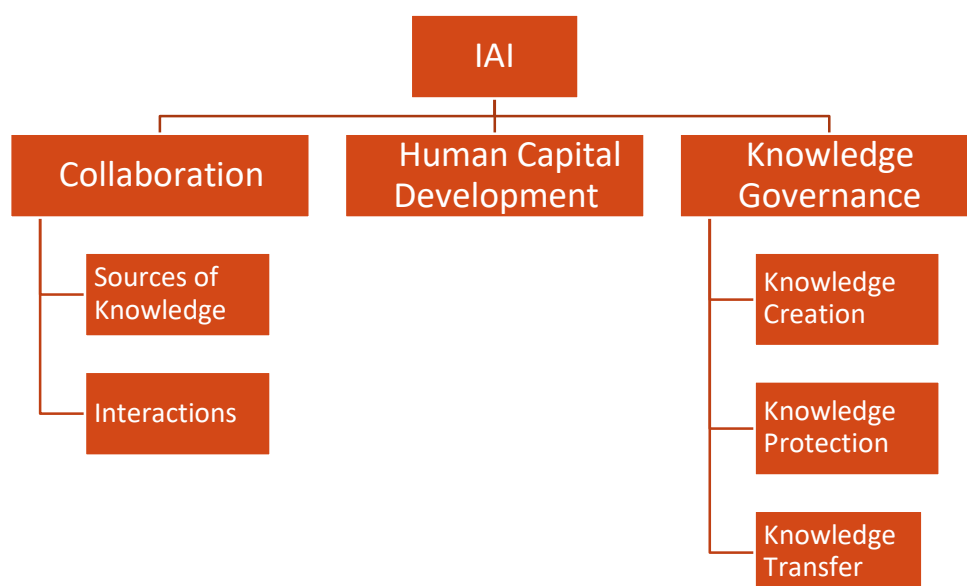 IAI
Collaboration
Human Capital
Development
Knowledge
Governance
Sources of
Knowledge
Interactions
Knowledge
Creation
Knowledge
Protection
Knowledge
Transfer